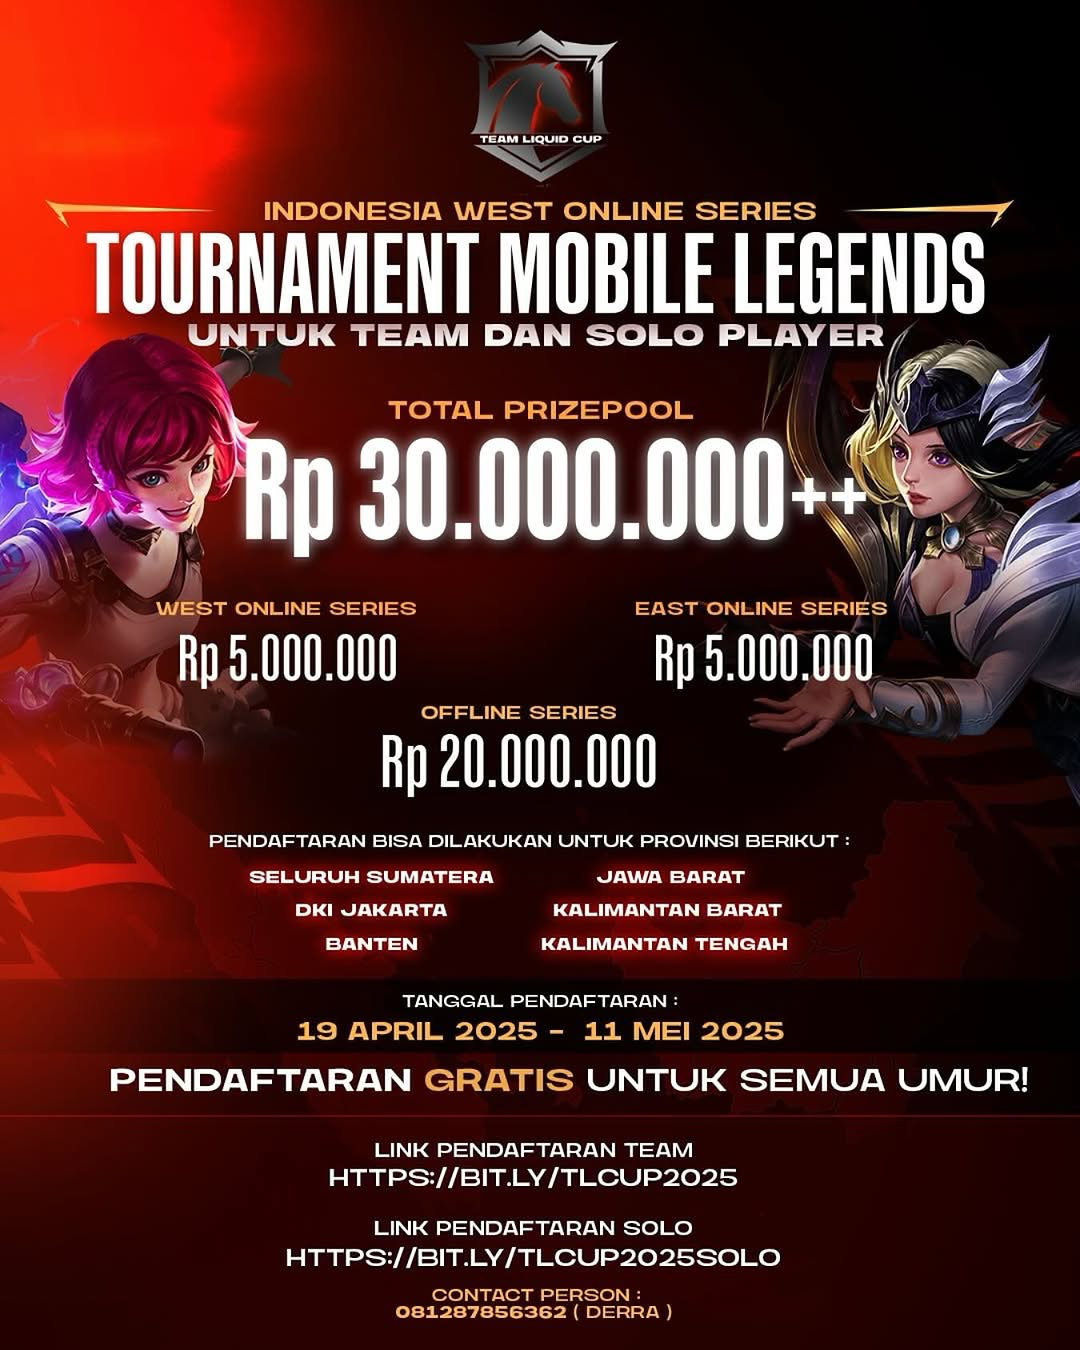 TEAM LIQUID CUP
INDONESIA WEST ONLINE SERIES
TOURNAMENT MOBILE LEGENDS
UNTUK TEAM DAN SOLO PLAYER
TOTAL PRIZEPOOL
Rp 30.000.000++
WEST ONLINE SERIES
Rp 5.000.000
EAST ONLINE SERIES
Rp 5.000.000
OFFLINE SERIES
Rp 20.000.000
PENDAFTARAN BISA DILAKUKAN UNTUK PROVINSI BERIKUT :
SELURUH SUMATERA
DKI JAKARTA
BANTEN
JAWA BARAT
KALIMANTAN BARAT
KALIMANTAN TENGAH
TANGGAL PENDAFTARAN :
19 APRIL 2025 - 11 MEI 2025
PENDAFTARAN GRATIS UNTUK SEMUA UMUR!
LINK PENDAFTARAN TEAM
HTTPS://BIT.LY/TLCUP2025
LINK PENDAFTARAN SOLO
HTTPS://BIT.LY/TLCUP2025SOLO
CONTACT PERSON :
081287856362 ( DERRA )